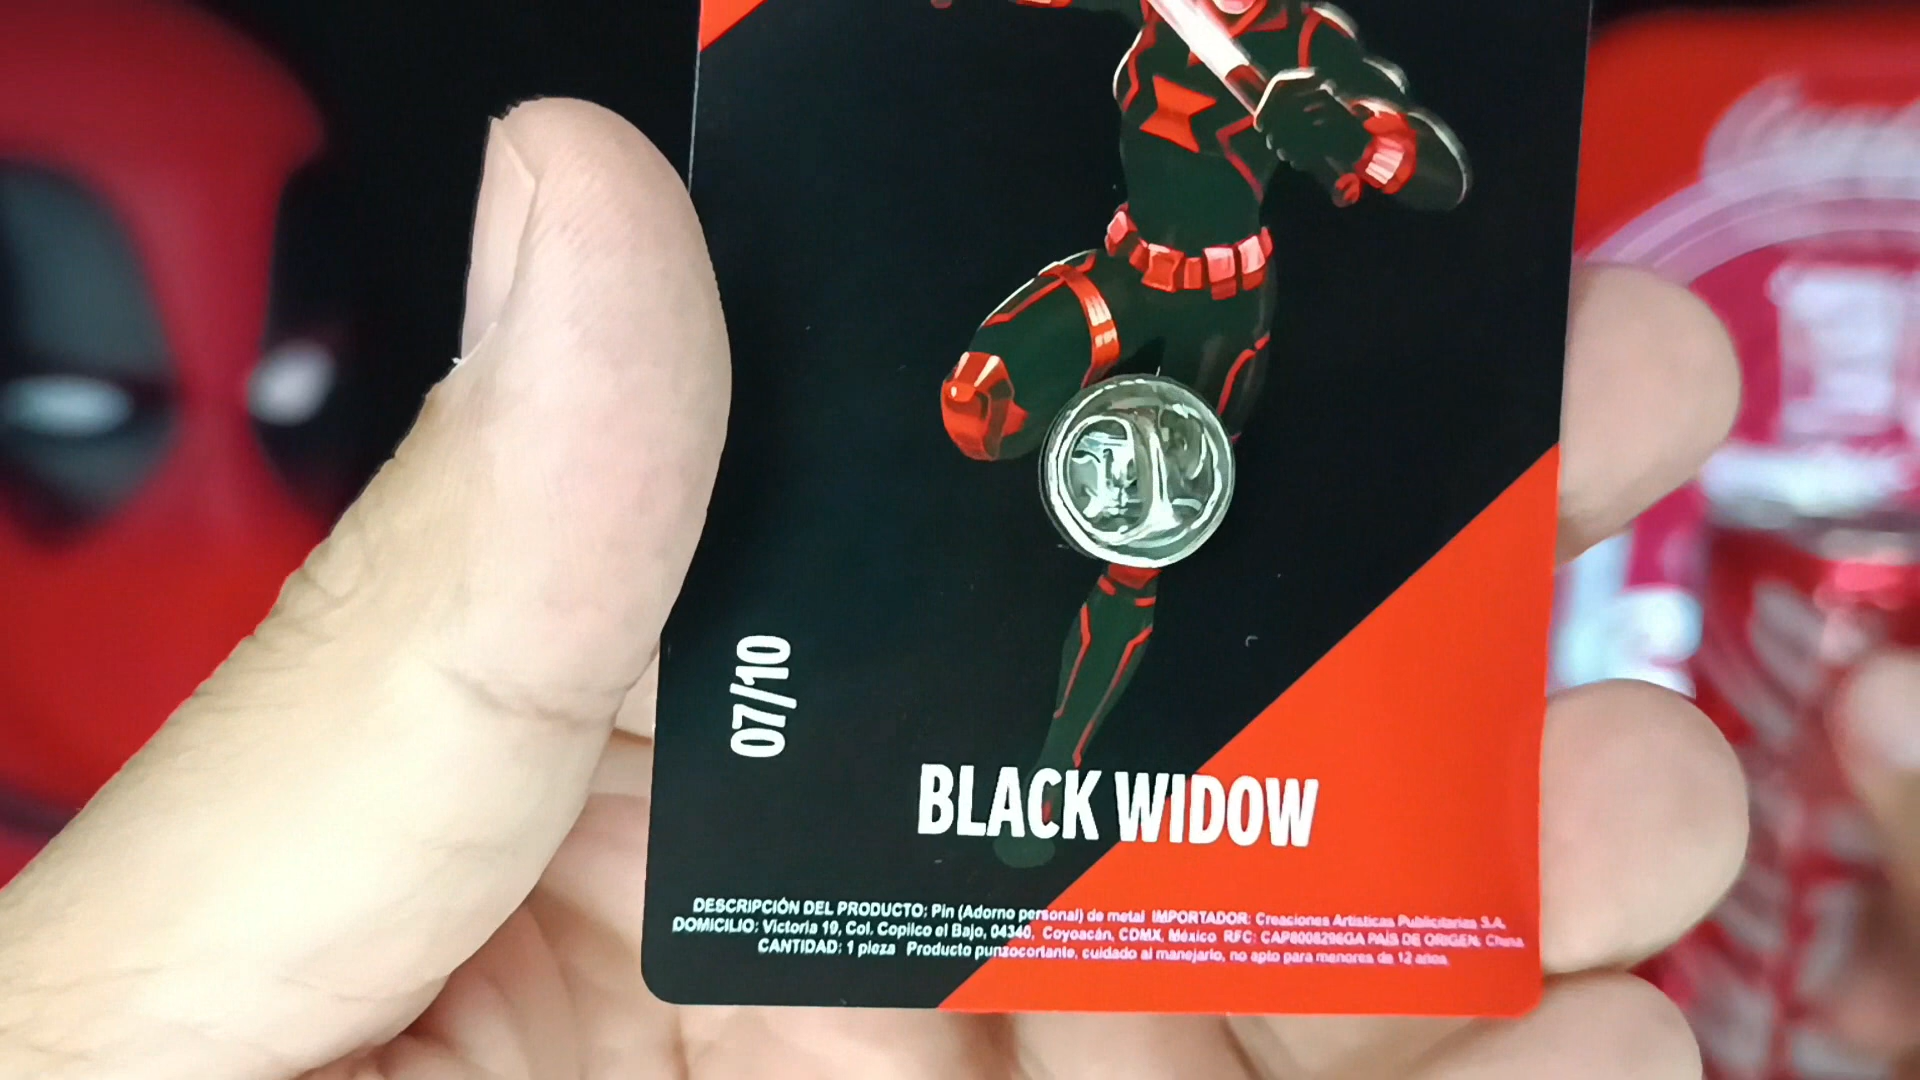 07/10
BLACK WIDOW
DESCRIPCIÓN DEL PRODUCTO: Pin (Adorno personal) de metal IMPORTADOR: Creaciones Artísticas Publicitarias S.A.
DOMICILIO: Victoria 19, Col. Copilco el Bajo, 04340, Coyoacán, CDMX, México RFC: CAP8008296GA PAÍS DE ORIGEN: China
CANTIDAD: 1 pieza Producto punzocortante, cuidado al manejarlo, no apto para menores de 12 años.